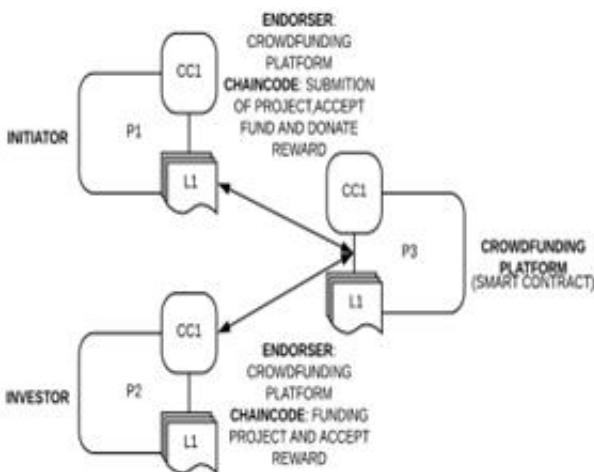 ENDORSER:
CROWDFUNDING
PLATFORM
CHAINCODE: SUBMITION
OF PROJECT,ACCEPT
FUND AND DONATE
REWARD
CC1
P1
INITIATOR
L1
CC1
P3
CROWDFUNDING
PLATFORM
(SMART CONTRACT)
L1
CC1
P2
INVESTOR
L1
ENDORSER:
CROWDFUNDING
PLATFORM
CHAINCODE: FUNDING
PROJECT AND ACCEPT
REWARD